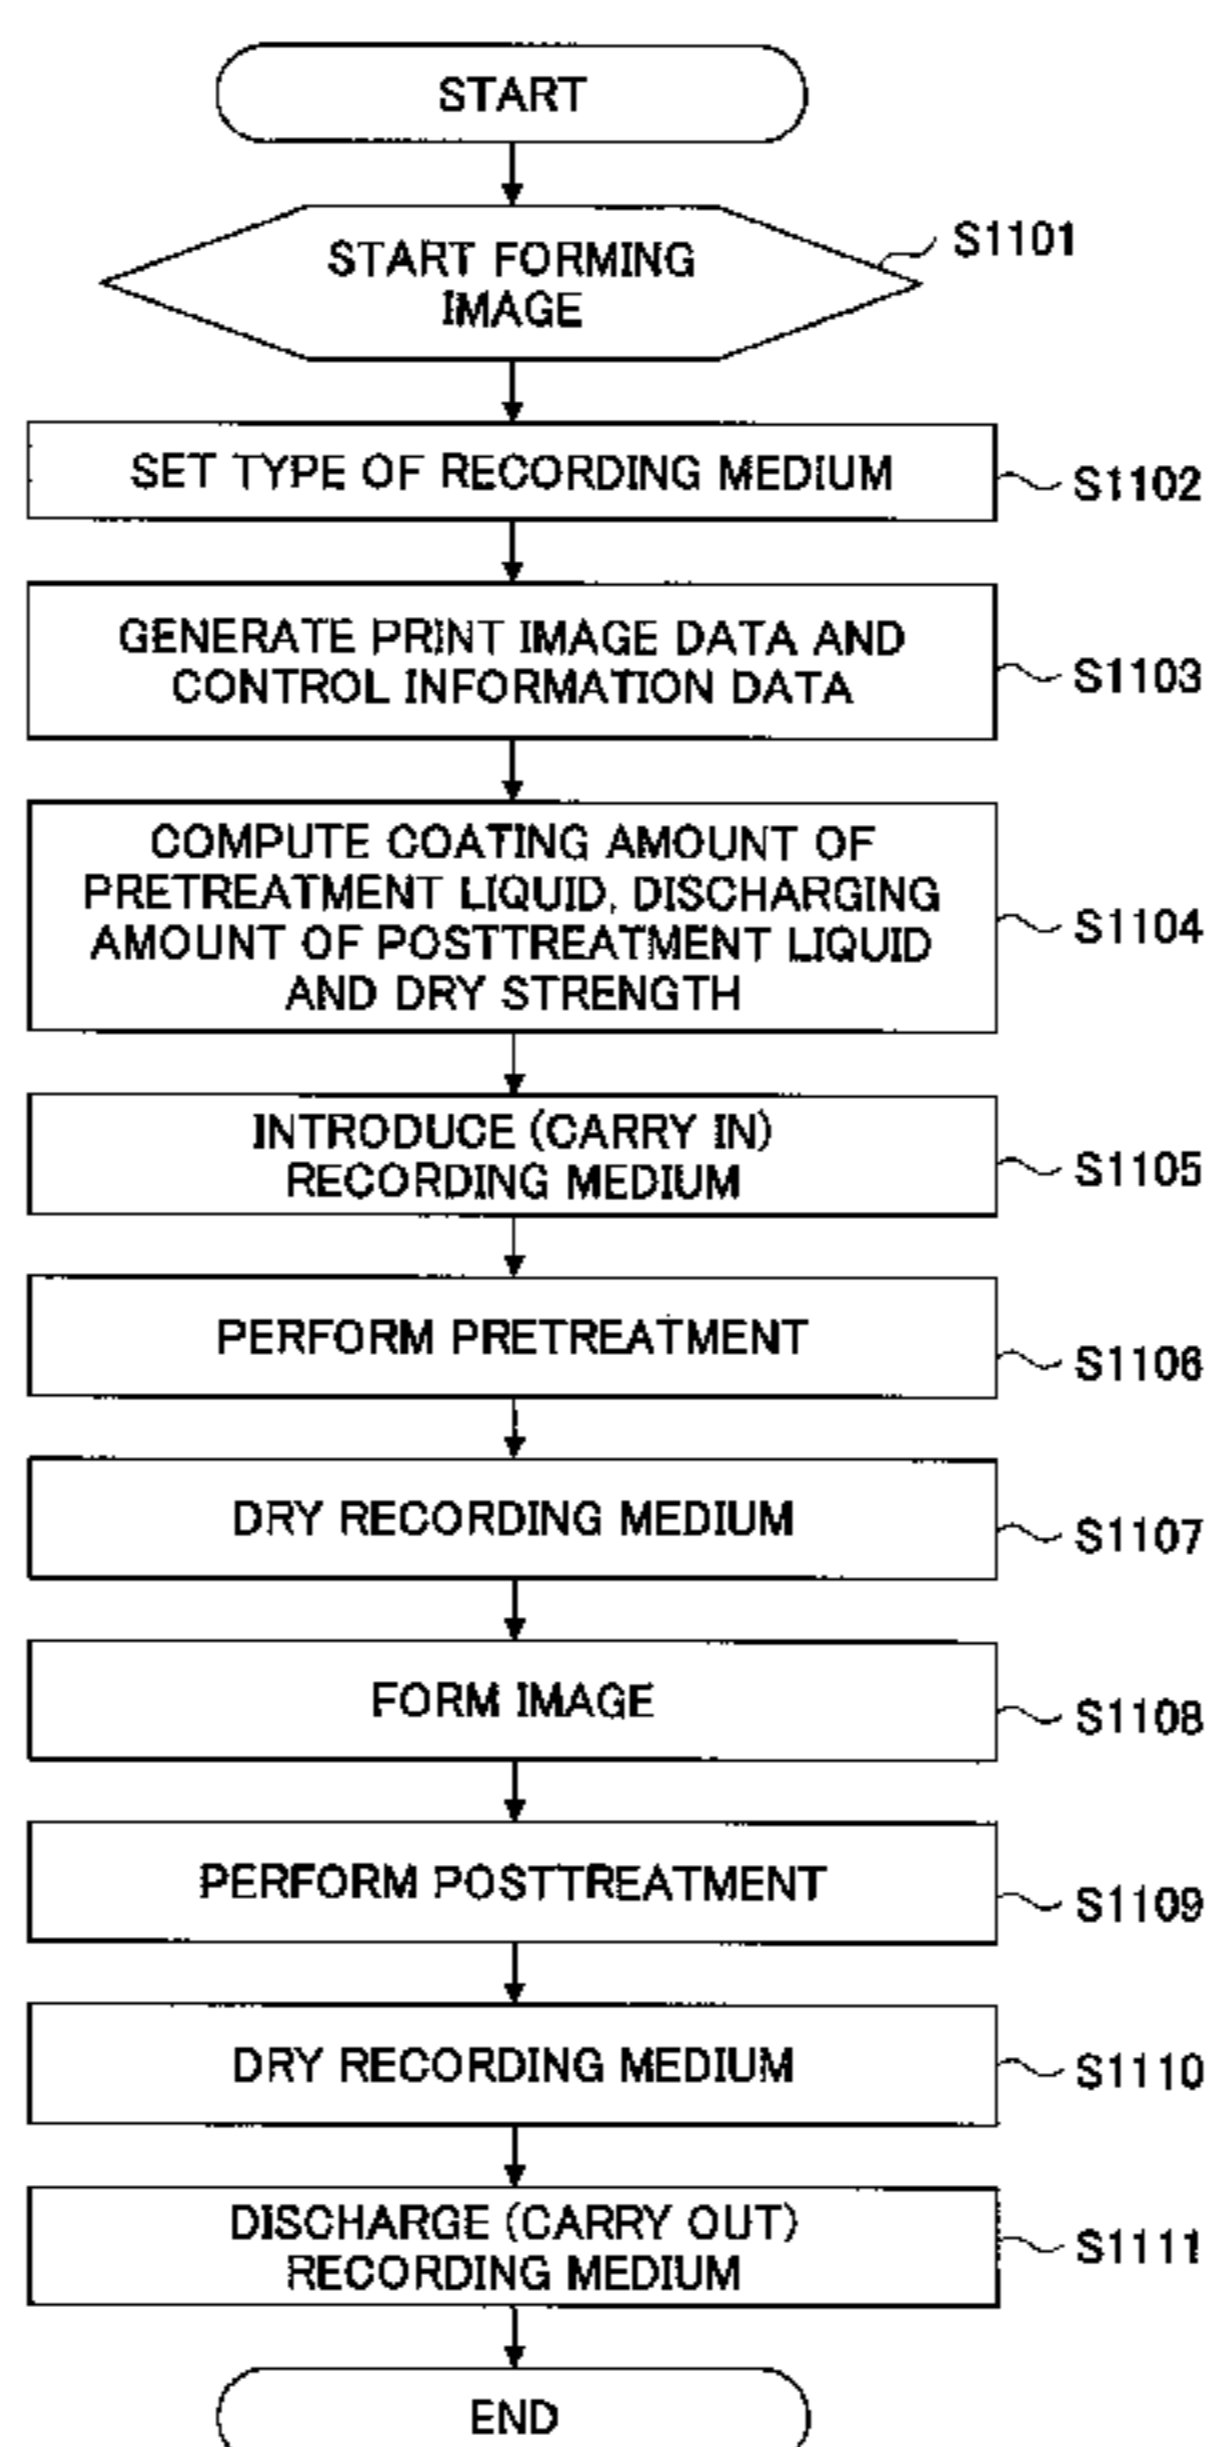 START
START FORMING
IMAGE
S1101
SET TYPE OF RECORDING MEDIUM
S1102
GENERATE PRINT IMAGE DATA AND
CONTROL INFORMATION DATA
S1103
COMPUTE COATING AMOUNT OF
PRETREATMENT LIQUID, DISCHARGING
AMOUNT OF POSTTREATMENT LIQUID
AND DRY STRENGTH
S1104
INTRODUCE (CARRY IN)
RECORDING MEDIUM
S1105
PERFORM PRETREATMENT
S1106
DRY RECORDING MEDIUM
S1107
FORM IMAGE
S1108
PERFORM POSTTREATMENT
S1109
DRY RECORDING MEDIUM
S1110
DISCHARGE (CARRY OUT)
RECORDING MEDIUM
S1111
END